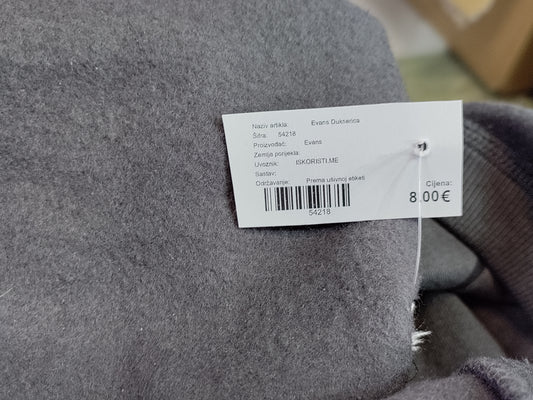 Naziv artikla: Evans Dukserica
Šifra: 54218
Proizvođač: Evans
Zemlja porijekla:
Uvoznik: ISKORISTI.ME
Sastav:
Održavanje: Prema ušivnoj etiketi
54218
Cijena:
8.00€